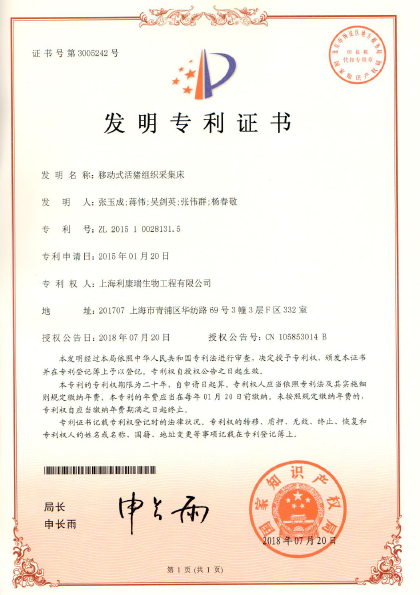 证书号第3005242号
发明专利证书
发明名称:移动式活猪组织采集床
发明人:张玉成;蒋伟;吴剑英;张伟群;杨春敬
专利号:ZL 2015 1 0028131.5
专利申请日:2015年01月20日
专利权人:上海利康瑞生物工程有限公司
地址:201707 上海市青浦区华纺路69号3幢3层F区332室
授权公告日:2018年07月20日 授权公告号:CN 105853014 B
本发明经过本局依照中华人民共和国专利法进行审查,决定授予专利权,颁发本证书
并在专利登记簿上予以登记。专利权自授权公告之日起生效。
本专利的专利权期限为二十年,自申请日起算。专利权人应当依照专利法及其实施细
则规定缴纳年费。本专利的年费应当在每年01月20日前缴纳。未按照规定缴纳年费的,
专利权自应当缴纳年费期满之日起终止。
专利证书记载专利权登记时的法律状况。专利权的转移、质押、无效、终止、恢复和
专利权人的姓名或名称、国籍、地址变更等事项记载在专利登记簿上。
局长
申长雨
申长雨
国家知识产权局
2018年07月20日
第1页(共1页)